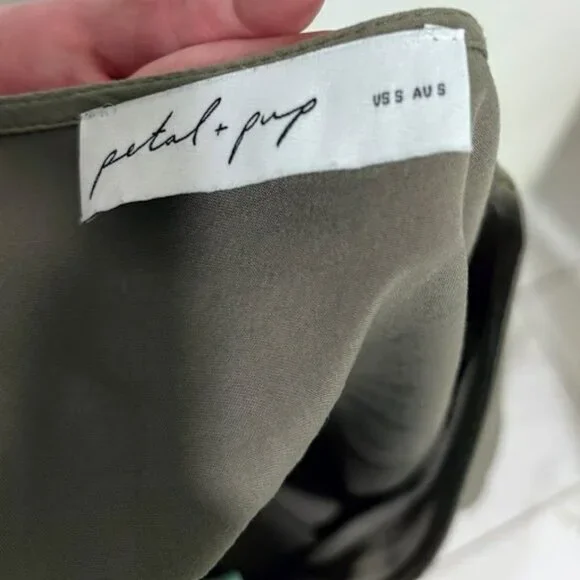 petal + pup US S AU S